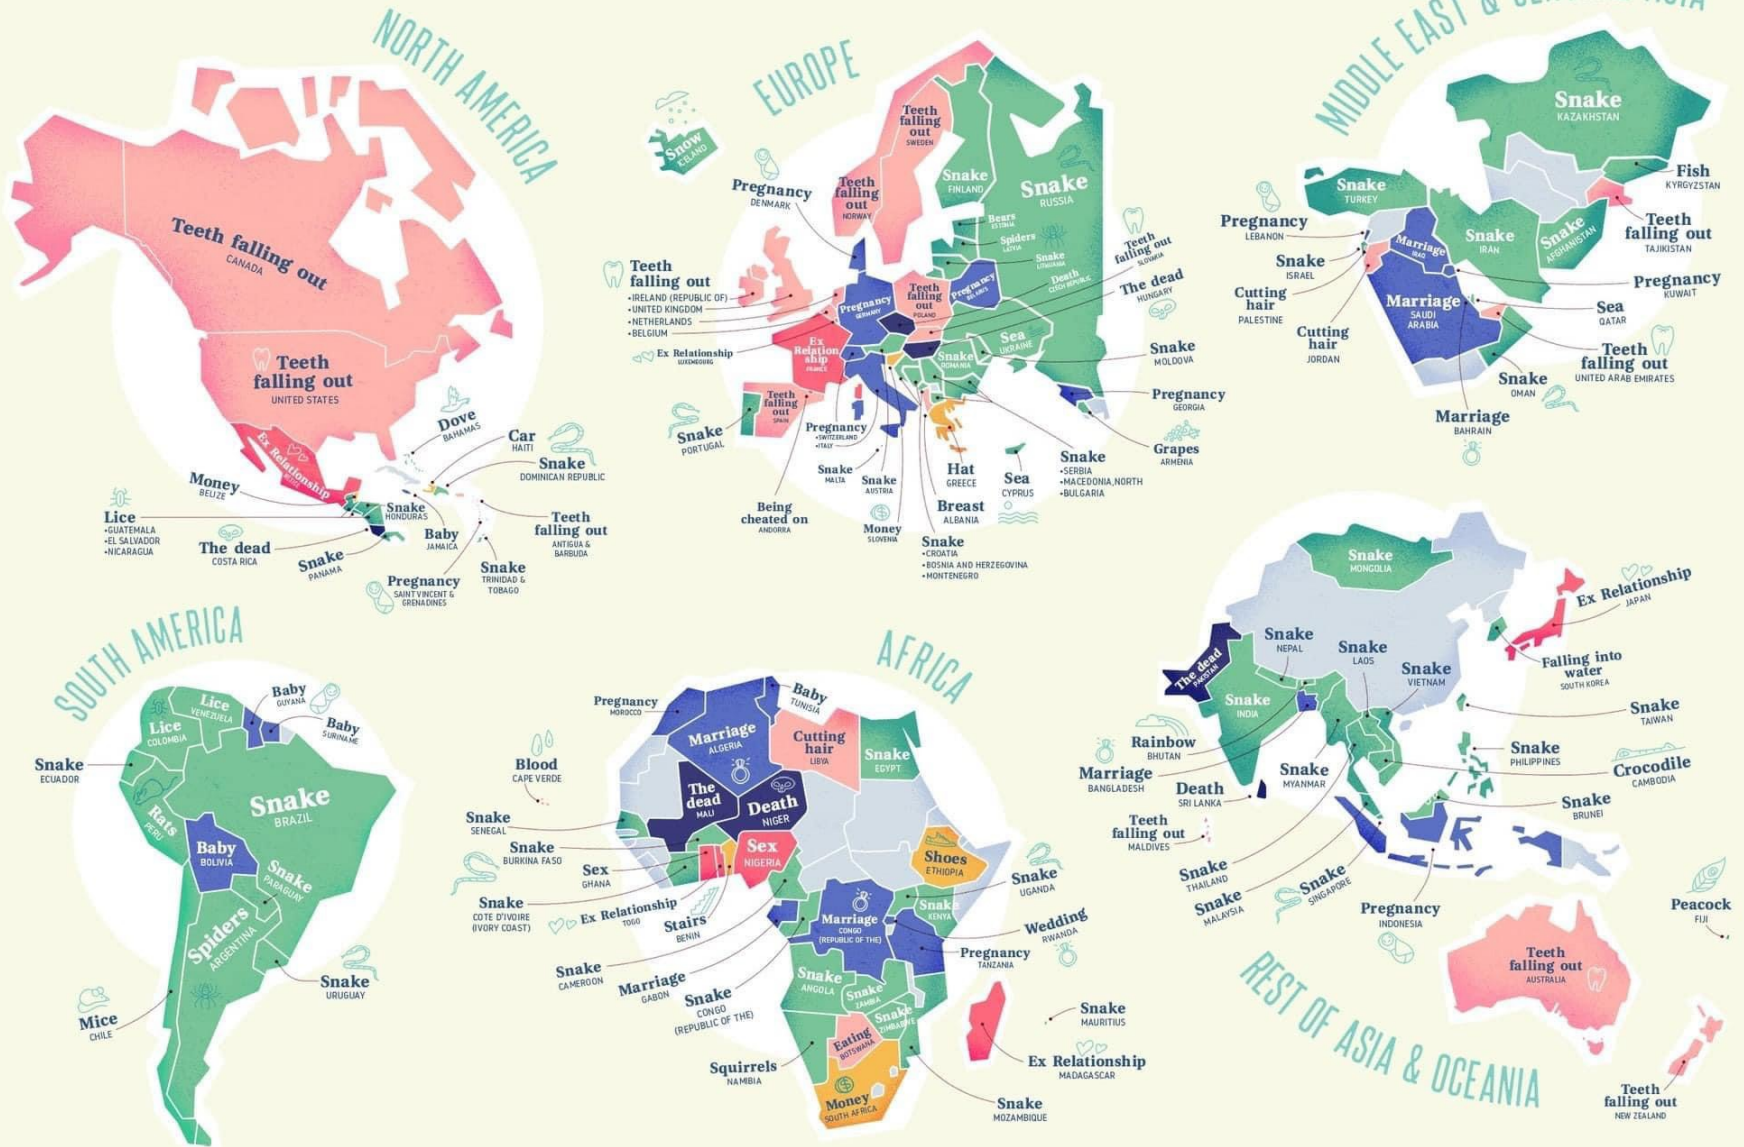 NORTH AMERICA
Teeth falling out
CANADA
Teeth
falling out
UNITED STATES
Ex Relationship
MEXICO
Dove
BAHAMAS
Car
HAITI
Snake
DOMINICAN REPUBLIC
Money
BELIZE
Snake
HONDURAS
Lice
•GUATEMALA
•EL SALVADOR
•NICARAGUA
The dead
COSTA RICA
Snake
PANAMA
Baby
JAMAICA
Teeth
falling out
ANTIGUA &
BARBUDA
Pregnancy
SAINT VINCENT &
GRENADINES
Snake
TRINIDAD &
TOBAGO
EUROPE
Snow
ICELAND
Teeth
falling
out
SWEDEN
Pregnancy
DENMARK
Teeth
falling
out
NORWAY
Snake
FINLAND
Snake
RUSSIA
Bears
ESTONIA
Spiders
LATVIA
Snake
LITHUANIA
Teeth
falling out
SLOVAKIA
Death
CZECH REPUBLIC
The dead
HUNGARY
Teeth
falling out
•IRELAND (REPUBLIC OF)
•UNITED KINGDOM
•NETHERLANDS
•BELGIUM
Pregnancy
GERMANY
Teeth
falling
out
POLAND
Pregnancy
BELARUS
Ex Relationship
LUXEMBOURG
Ex
Relation
ship
FRANCE
Sea
UKRAINE
Snake
ROMANIA
Snake
MOLDOVA
Teeth
falling
out
SPAIN
Snake
PORTUGAL
Pregnancy
•SWITZERLAND
•ITALY
Pregnancy
GEORGIA
Grapes
ARMENIA
Snake
MALTA
Snake
AUSTRIA
Hat
GREECE
Sea
CYPRUS
Snake
•SERBIA
•MACEDONIA,NORTH
•BULGARIA
Being
cheated on
ANDORRA
Money
SLOVENIA
Breast
ALBANIA
Snake
•CROATIA
•BOSNIA AND HERZEGOVINA
•MONTENEGRO
MIDDLE EAST & CENTRAL ASIA
Snake
KAZAKHSTAN
Fish
KYRGYZSTAN
Snake
TURKEY
Teeth
falling out
TAJIKISTAN
Pregnancy
LEBANON
Marriage
IRAQ
Snake
IRAN
Snake
AFGHANISTAN
Snake
ISRAEL
Pregnancy
KUWAIT
Cutting
hair
PALESTINE
Marriage
SAUDI
ARABIA
Sea
QATAR
Cutting
hair
JORDAN
Teeth
falling out
UNITED ARAB EMIRATES
Snake
OMAN
Marriage
BAHRAIN
SOUTH AMERICA
Lice
VENEZUELA
Baby
GUYANA
Baby
SURINAME
Lice
COLOMBIA
Snake
ECUADOR
Rats
PERU
Snake
BRAZIL
Baby
BOLIVIA
Snake
PARAGUAY
Spiders
ARGENTINA
Snake
URUGUAY
Mice
CHILE
AFRICA
Pregnancy
MOROCCO
Baby
TUNISIA
Marriage
ALGERIA
Cutting
hair
LIBYA
Snake
EGYPT
Blood
CAPE VERDE
The
dead
MALI
Death
NIGER
Snake
SENEGAL
Snake
BURKINA FASO
Sex
NIGERIA
Shoes
ETHIOPIA
Sex
GHANA
Snake
UGANDA
Snake
COTE D'IVOIRE
(IVORY COAST)
Ex Relationship
TOGO
Stairs
BENIN
Snake
KENYA
Marriage
CONGO
(REPUBLIC OF THE)
Wedding
RWANDA
Pregnancy
TANZANIA
Snake
CAMEROON
Marriage
GABON
Snake
CONGO
(REPUBLIC OF THE)
Snake
ANGOLA
Snake
ZAMBIA
Snake
ZIMBABWE
Snake
MAURITIUS
Eating
BOTSWANA
Squirrels
NAMIBIA
Ex Relationship
MADAGASCAR
Money
SOUTH AFRICA
Snake
MOZAMBIQUE
Snake
MONGOLIA
Ex Relationship
JAPAN
The dead
PAKISTAN
Snake
NEPAL
Snake
LAOS
Snake
VIETNAM
Falling into
water
SOUTH KOREA
Snake
INDIA
Snake
TAIWAN
Rainbow
BHUTAN
Snake
PHILIPPINES
Marriage
BANGLADESH
Snake
MYANMAR
Crocodile
CAMBODIA
Death
SRI LANKA
Snake
BRUNEI
Teeth
falling out
MALDIVES
Snake
THAILAND
Snake
MALAYSIA
Snake
SINGAPORE
Pregnancy
INDONESIA
Peacock
FIJI
Teeth
falling out
AUSTRALIA
Teeth
falling out
NEW ZEALAND
REST OF ASIA & OCEANIA